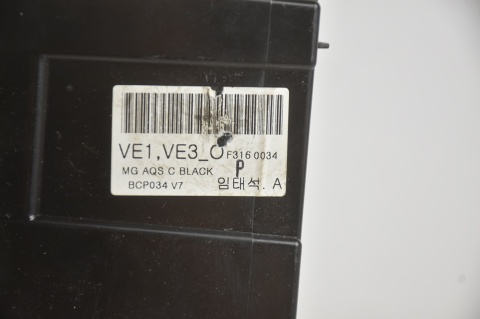 VE1,VE3_O F316 0034
MG AQS C BLACK P
BCP034 V7 임태석. A